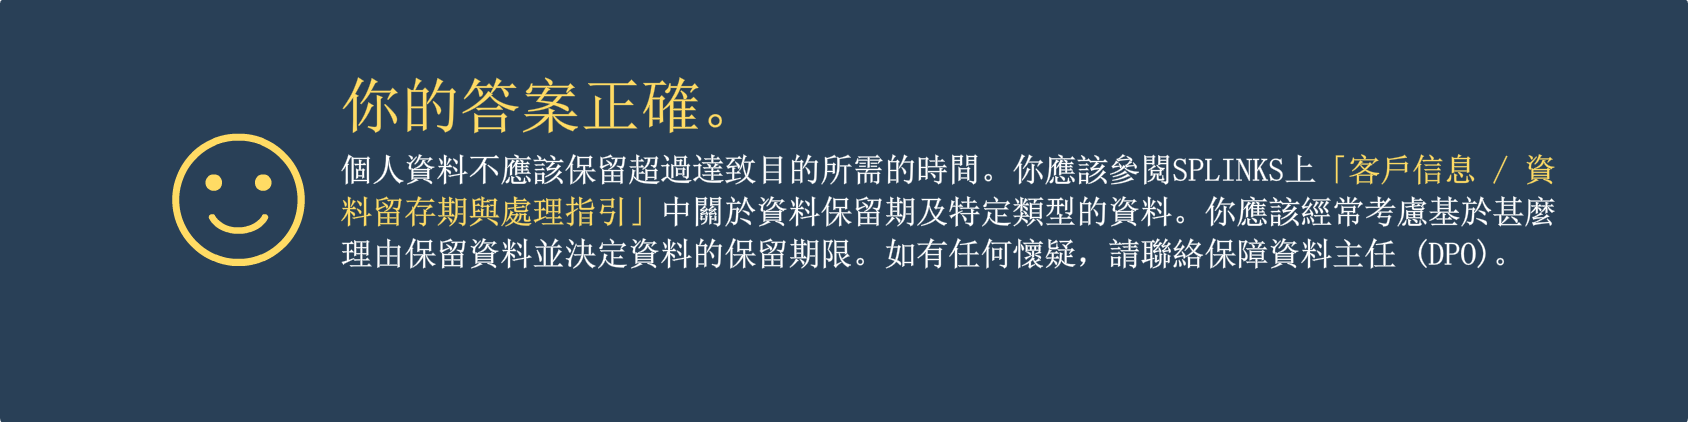 你的答案正確。
個人資料不應該保留超過達致目的所需的時間。你應該參閱SPLINKS上「客戶信息 / 資
料留存期與處理指引」中關於資料保留期及特定類型的資料。你應該經常考慮基於甚麼
理由保留資料並決定資料的保留期限。如有任何懷疑，請聯絡保障資料主任 (DPO)。